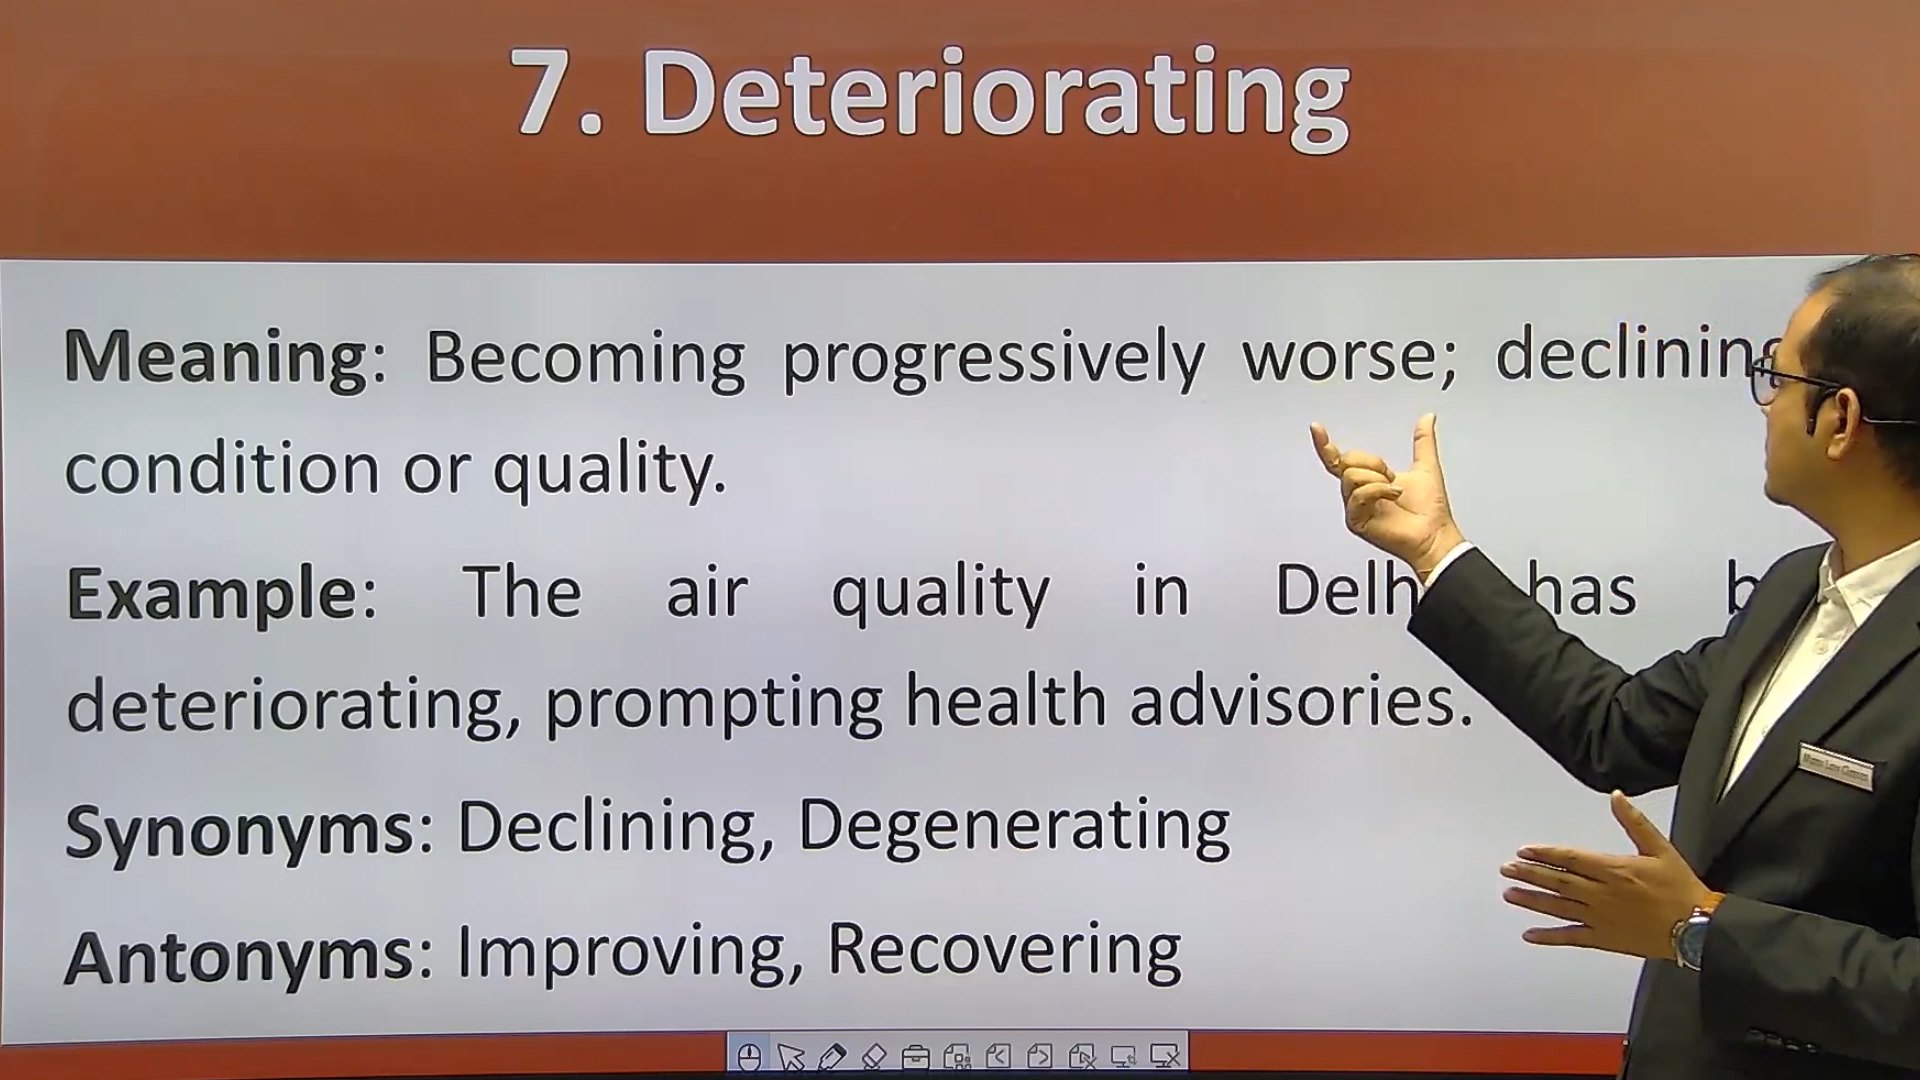 7. Deteriorating
Meaning: Becoming progressively worse; declining
condition or quality.
Example: The air quality in Delh has b
deteriorating, prompting health advisories.
Synonyms: Declining, Degenerating
Antonyms: Improving, Recovering